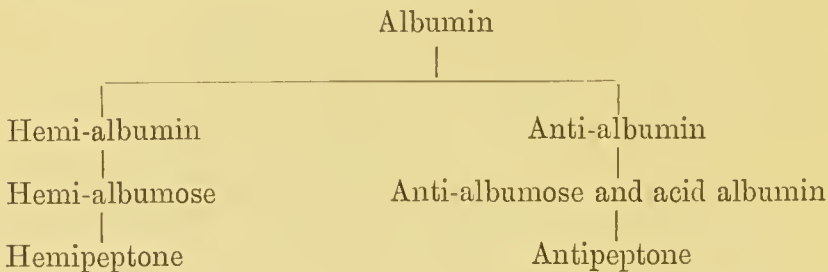 Albumin
Hemi-albumin Anti-albumin
Hemi-albumose Anti-albumose and acid albumin
Hemipeptone Antipeptone